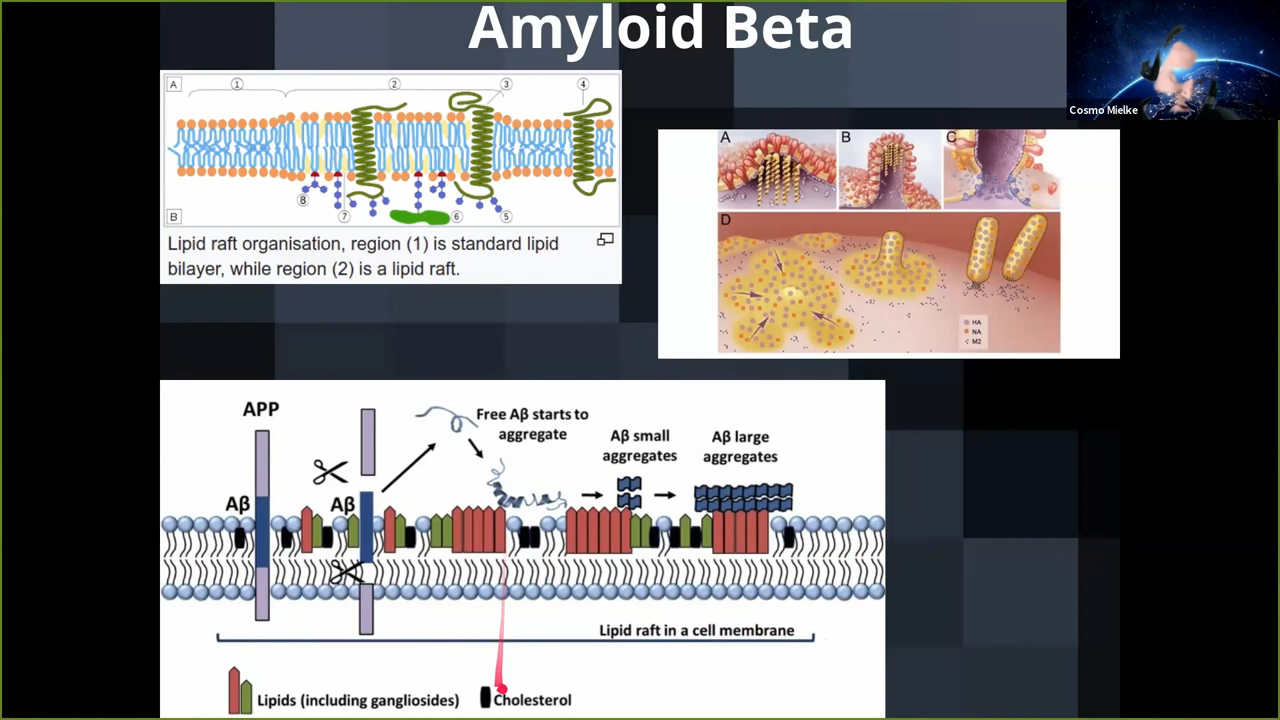 Amyloid Beta
Cosmo Mielke
A
1
2
3
4
8
7
6
5
B
Lipid raft organisation, region (1) is standard lipid
bilayer, while region (2) is a lipid raft.
A
B
C
D
HA
NA
M2
APP
Aβ
Aβ
Free Aβ starts to
aggregate
Aβ small
aggregates
Aβ large
aggregates
Lipid raft in a cell membrane
Lipids (including gangliosides)
Cholesterol